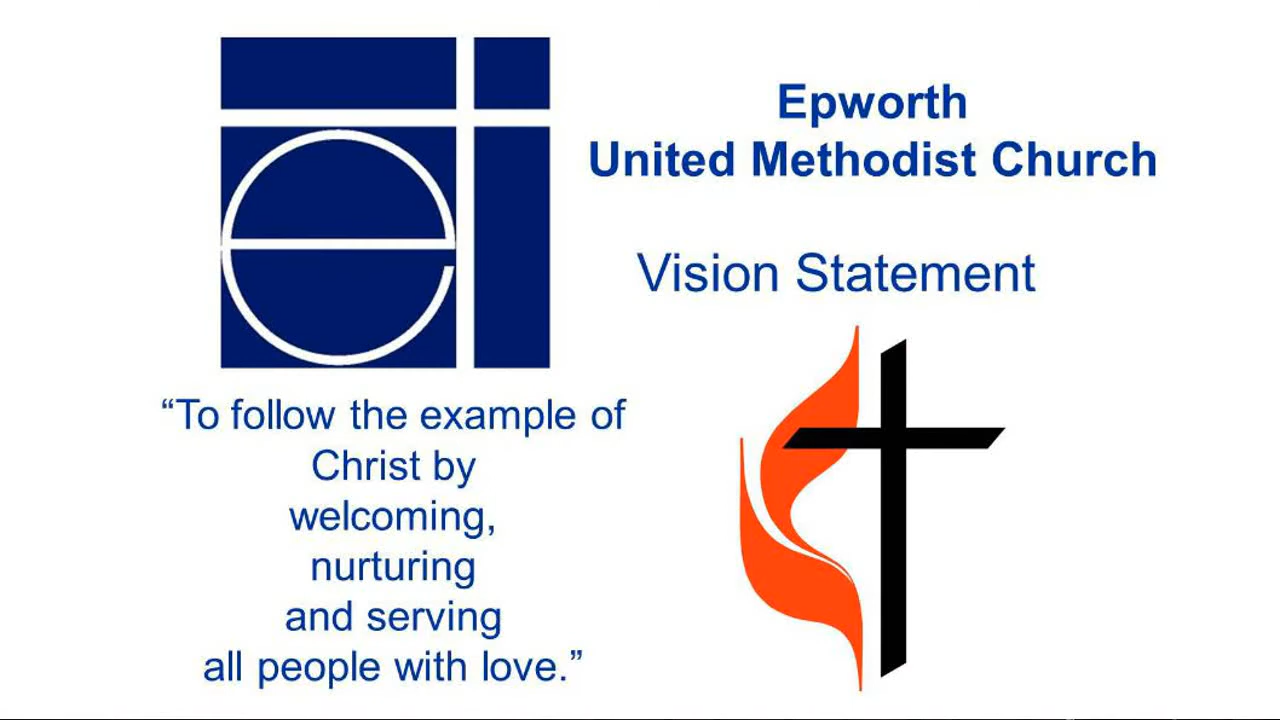 Epworth
United Methodist Church
Vision Statement
“To follow the example of
Christ by
welcoming,
nurturing
and serving
all people with love.”